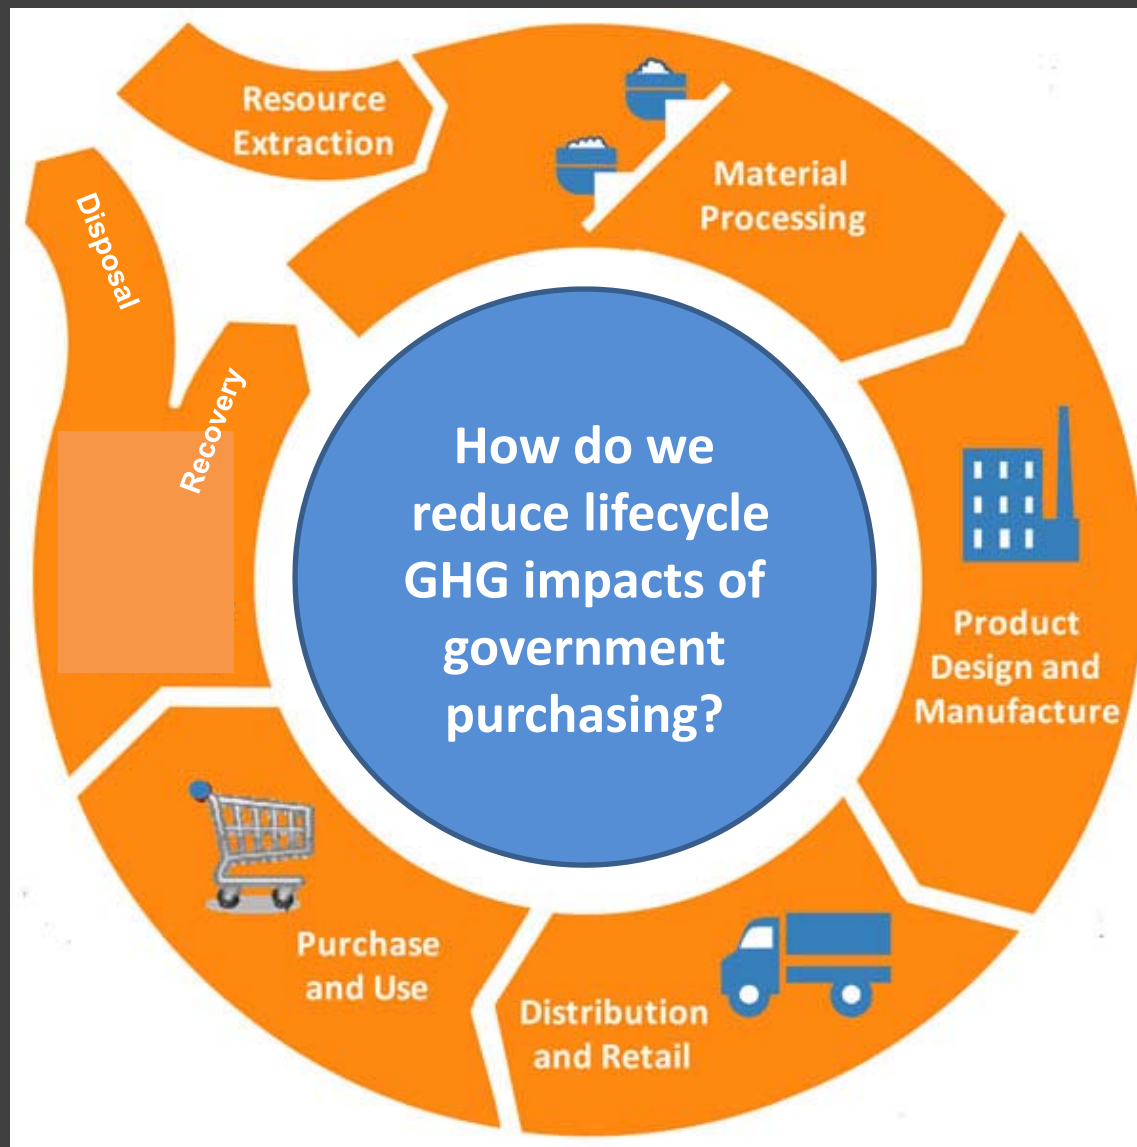 Resource
Extraction
Material
Processing
Product
Design and
Manufacture
Distribution
and Retail
Purchase
and Use
Recovery
Disposal
How do we
reduce lifecycle
GHG impacts of
government
purchasing?